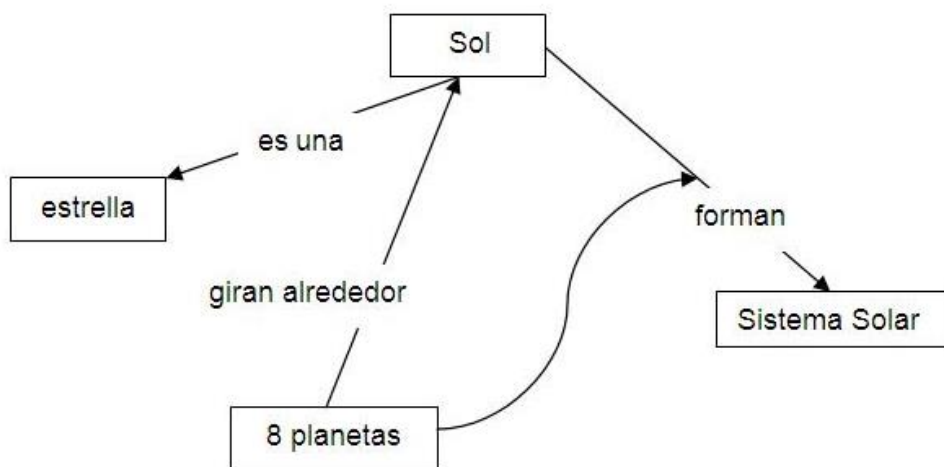 Sol
es una
estrella
forman
giran alrededor
Sistema Solar
8 planetas